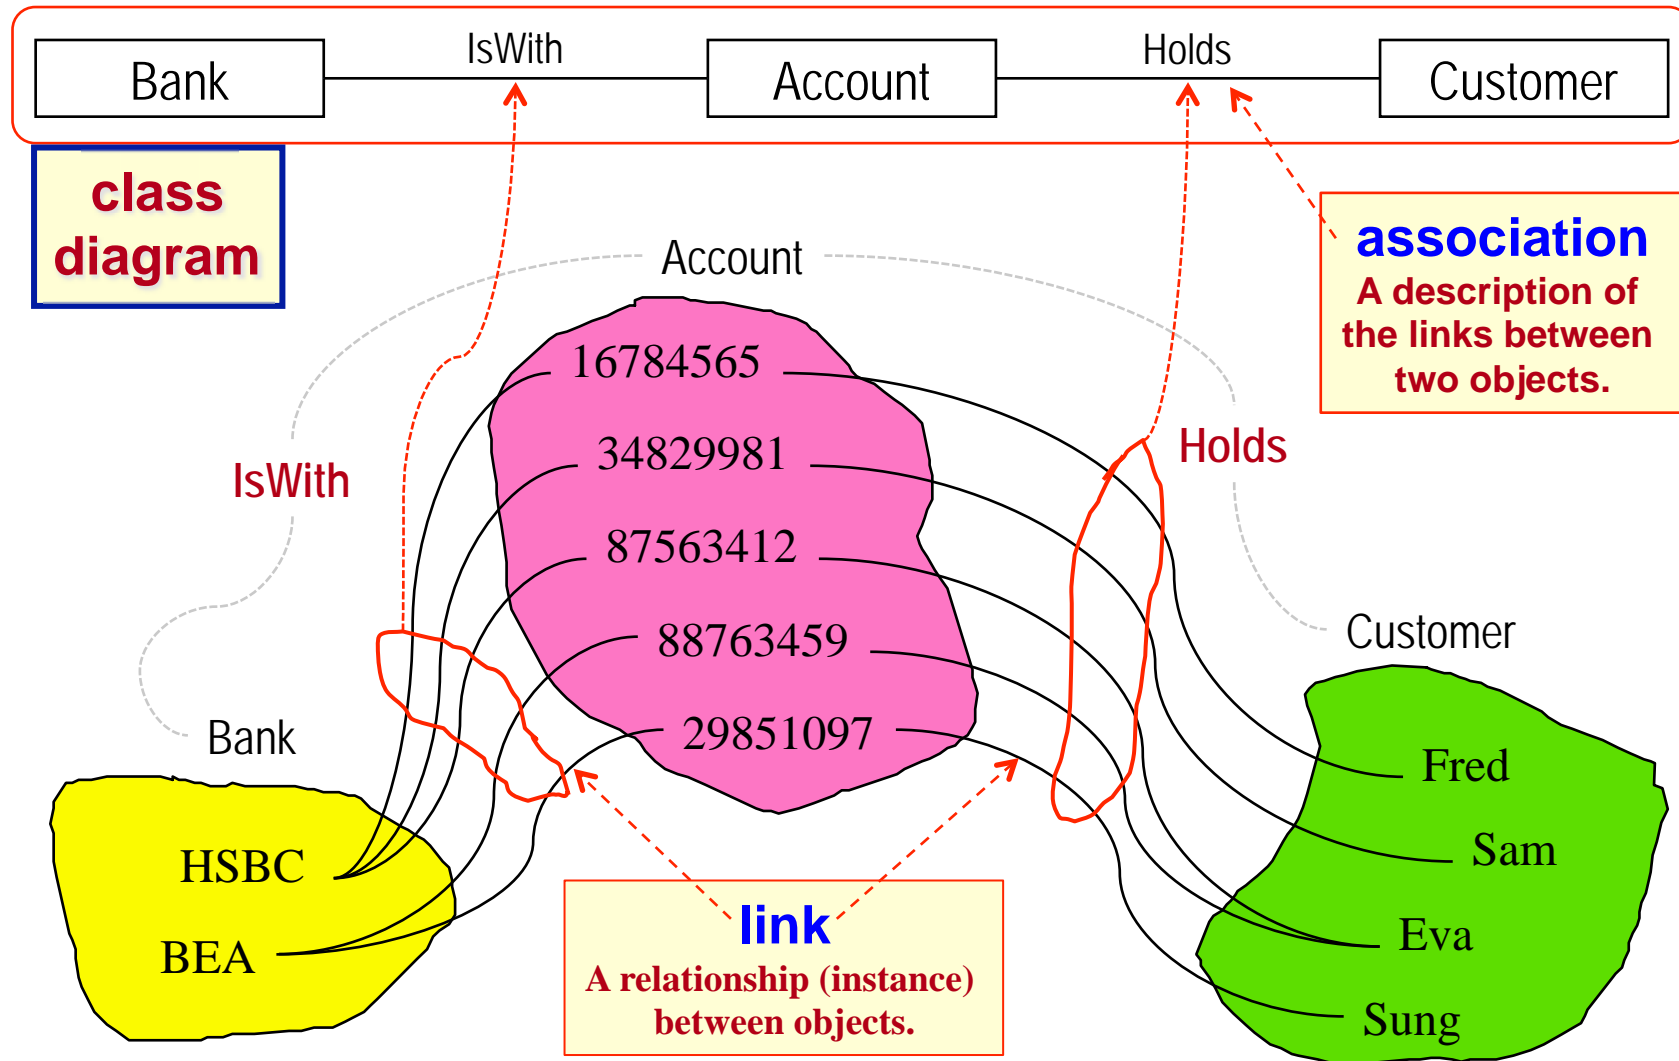 IsWith
Holds
Bank
Account
Customer
class
diagram
association
A description of
the links between
two objects.
Account
IsWith
Holds
16784565
34829981
87563412
88763459
29851097
Customer
Bank
Fred
Sam
Eva
Sung
HSBC
BEA
link
A relationship (instance)
between objects.